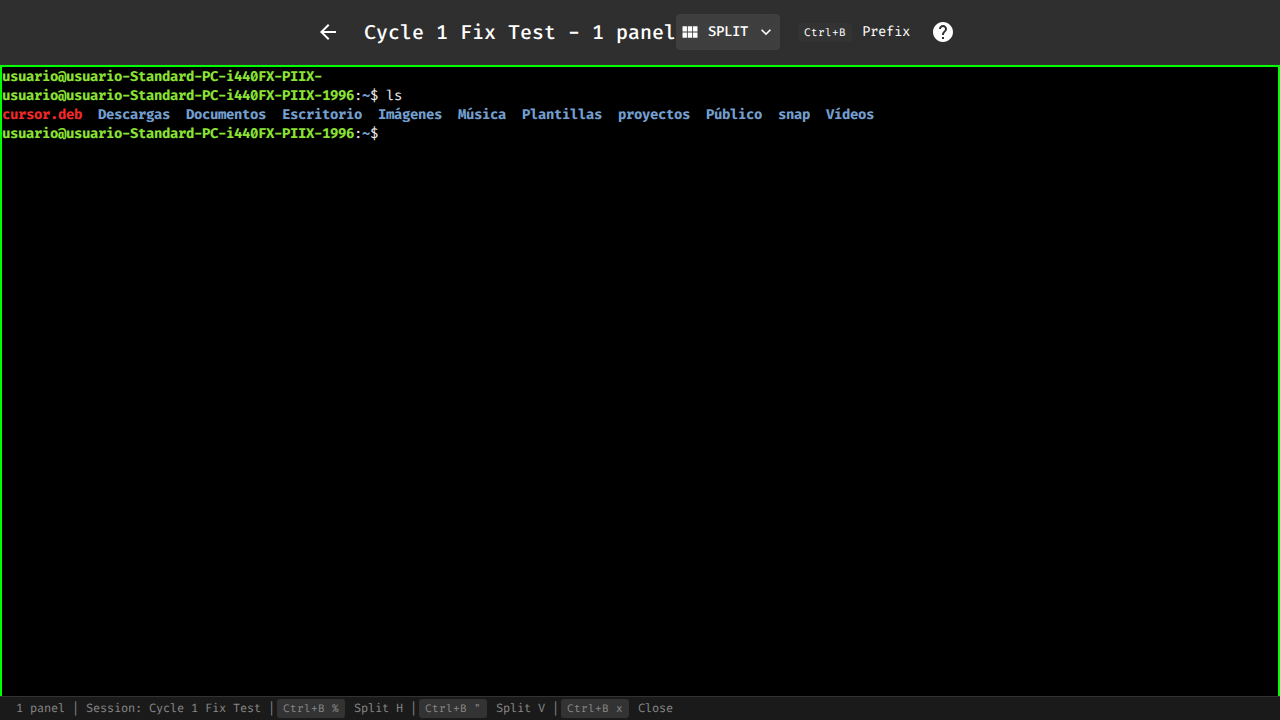 Cycle 1 Fix Test - 1 panel SPLIT Ctrl+B Prefix ?
usuario@usuario-Standard-PC-i440FX-PIIX-
usuario@usuario-Standard-PC-i440FX-PIIX-1996:~$ ls
cursor.deb Descargas Documentos Escritorio Imágenes Música Plantillas proyectos Público snap Vídeos
usuario@usuario-Standard-PC-i440FX-PIIX-1996:~$
1 panel | Session: Cycle 1 Fix Test | Ctrl+B % Split H | Ctrl+B " Split V | Ctrl+B x Close